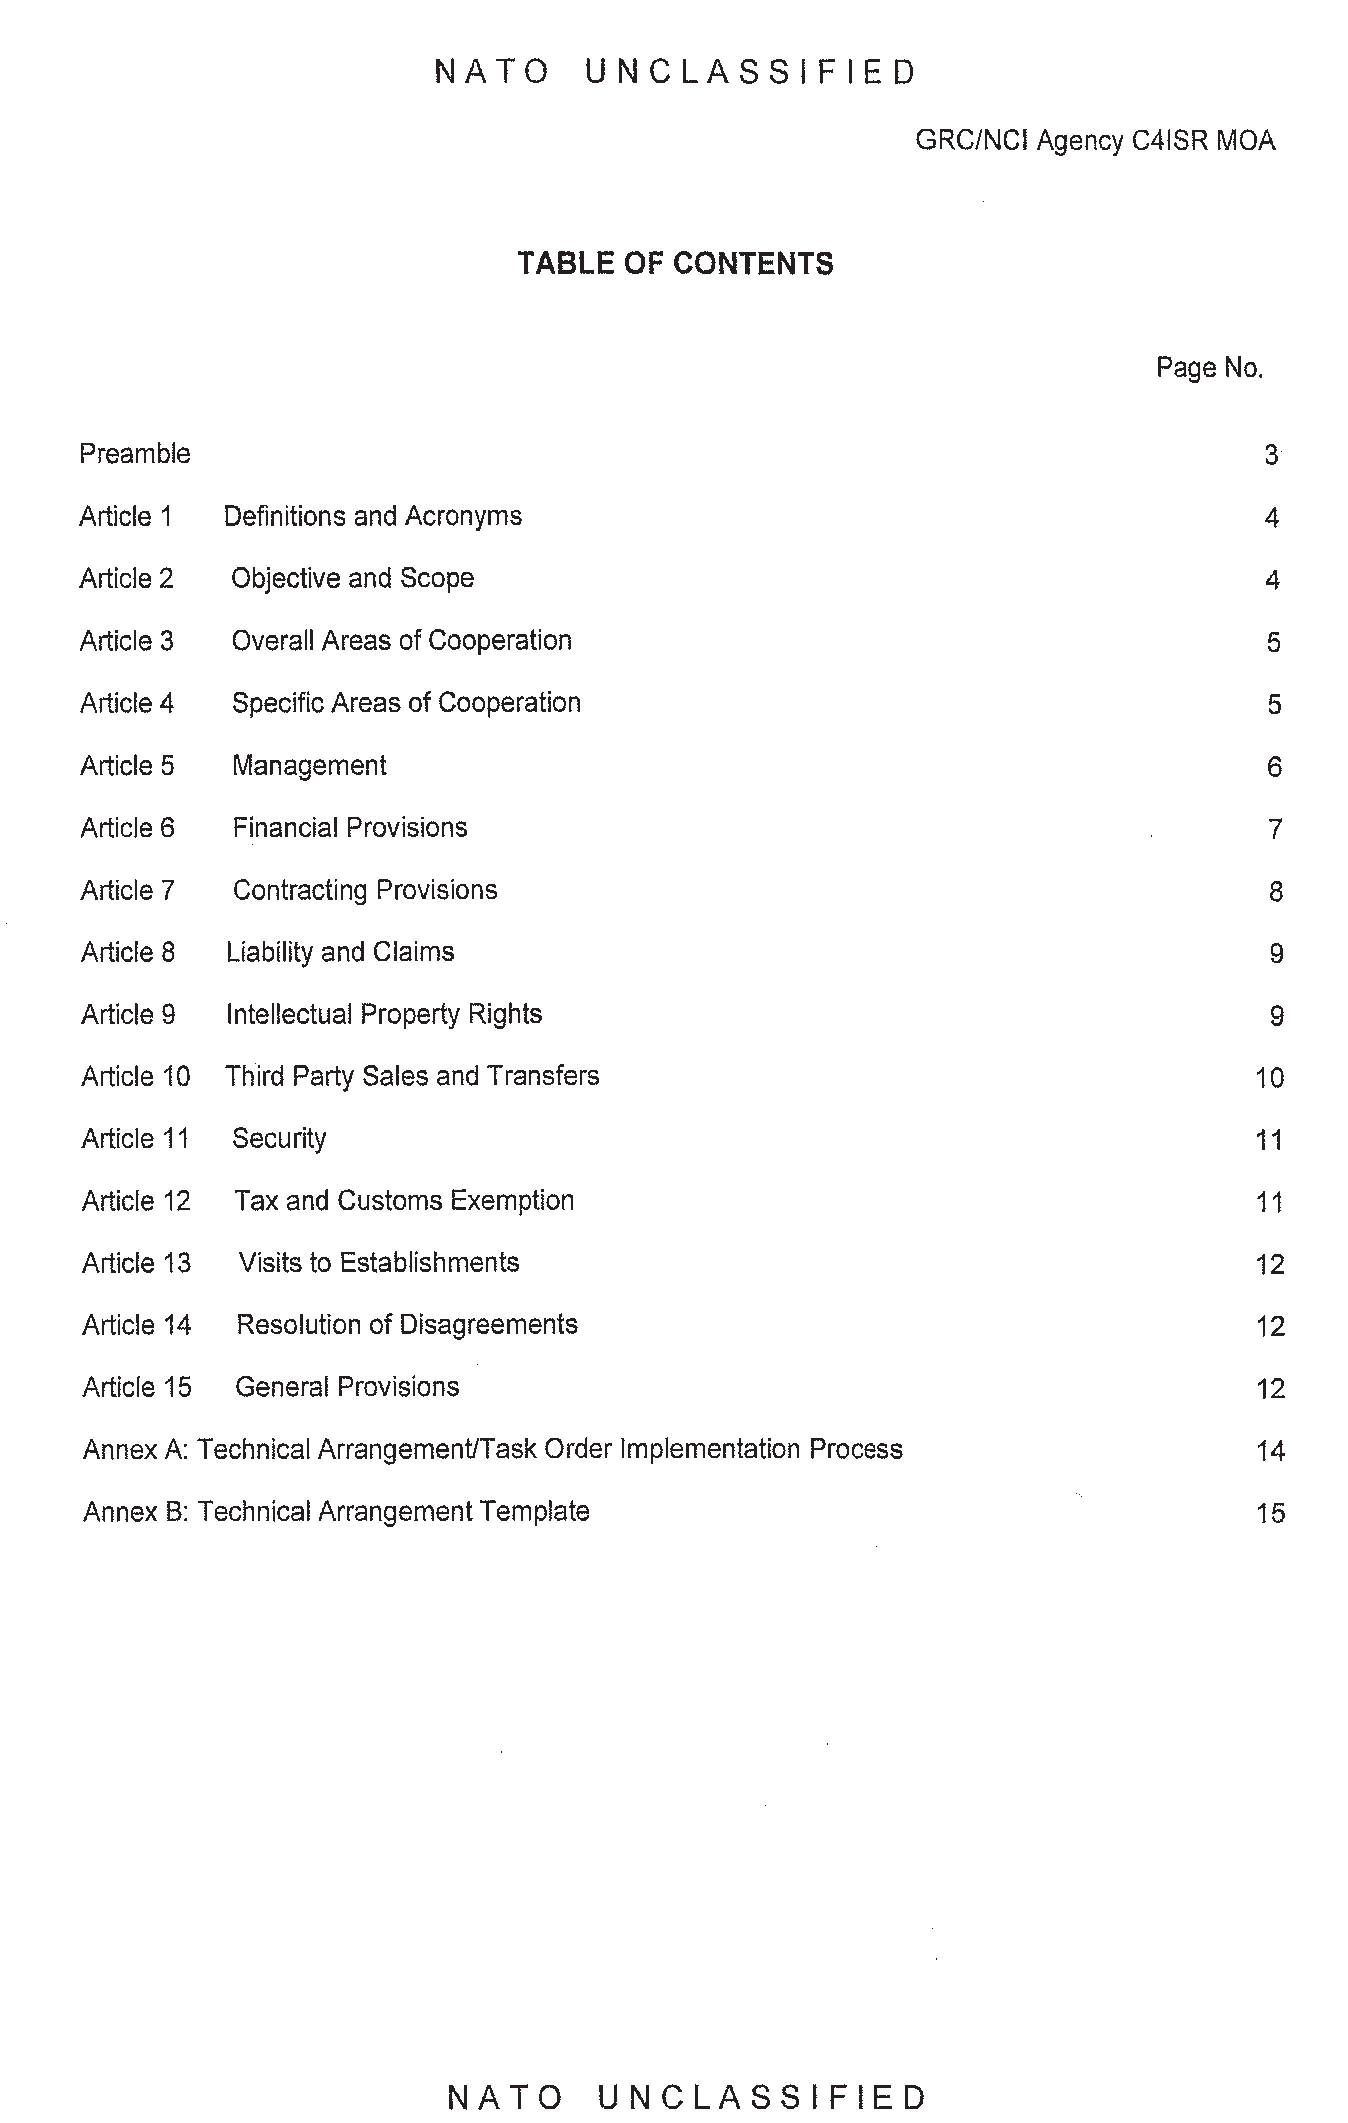 NATO UNCLASSIFIED
GRC/NCI Agency C4ISR MOA
TABLE OF CONTENTS
Page No.
Preamble 3
Article 1 Definitions and Acronyms 4
Article 2 Objective and Scope 4
Article 3 Overall Areas of Cooperation 5
Article 4 Specific Areas of Cooperation 5
Article 5 Management 6
Article 6 Financial Provisions 7
Article 7 Contracting Provisions 8
Article 8 Liability and Claims 9
Article 9 Intellectual Property Rights 9
Article 10 Third Party Sales and Transfers 10
Article 11 Security 11
Article 12 Tax and Customs Exemption 11
Article 13 Visits to Establishments 12
Article 14 Resolution of Disagreements 12
Article 15 General Provisions 12
Annex A: Technical Arrangement/Task Order Implementation Process 14
Annex B: Technical Arrangement Template 15
NATO UNCLASSIFIED